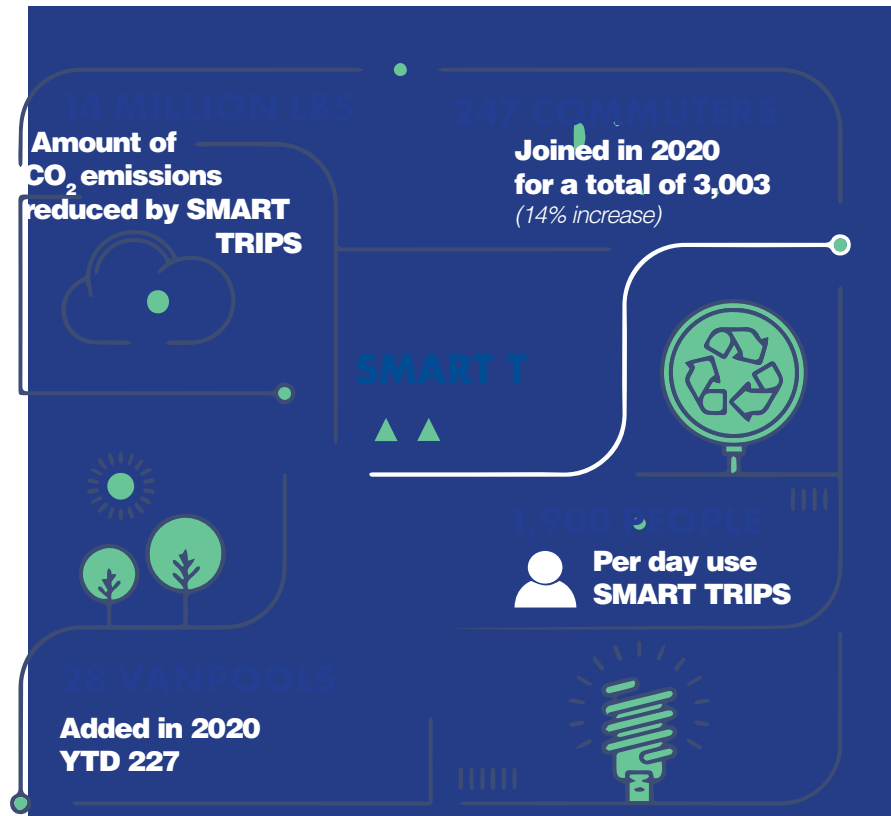 14 MILLION LBS
Amount of
CO₂ emissions
reduced by SMART
TRIPS
247 COMMUTERS
Joined in 2020
for a total of 3,003
(14% increase)
SMART T
1,900 PEOPLE
Per day use
SMART TRIPS
28 VANPOOLS
Added in 2020
YTD 227